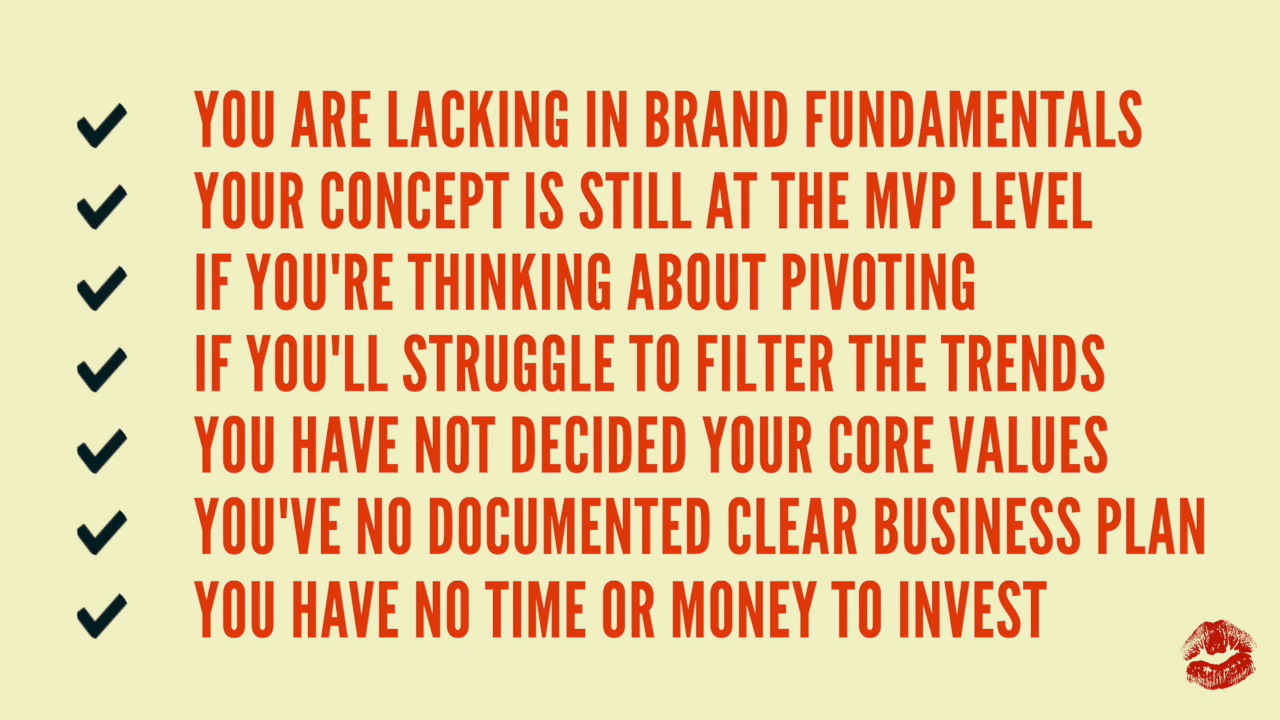 YOU ARE LACKING IN BRAND FUNDAMENTALS
YOUR CONCEPT IS STILL AT THE MVP LEVEL
IF YOU'RE THINKING ABOUT PIVOTING
IF YOU'LL STRUGGLE TO FILTER THE TRENDS
YOU HAVE NOT DECIDED YOUR CORE VALUES
YOU'VE NO DOCUMENTED CLEAR BUSINESS PLAN
YOU HAVE NO TIME OR MONEY TO INVEST